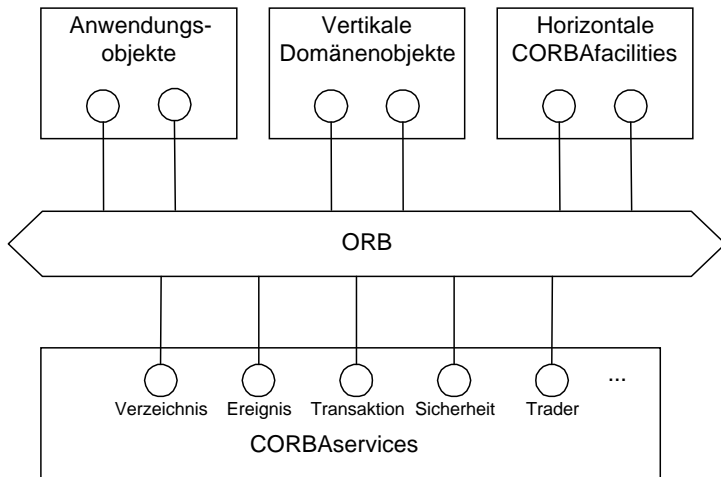 Anwendungs-
objekte
Vertikale
Domänenobjekte
Horizontale
CORBAfacilities
ORB
Verzeichnis Ereignis Transaktion Sicherheit Trader ...
CORBAservices